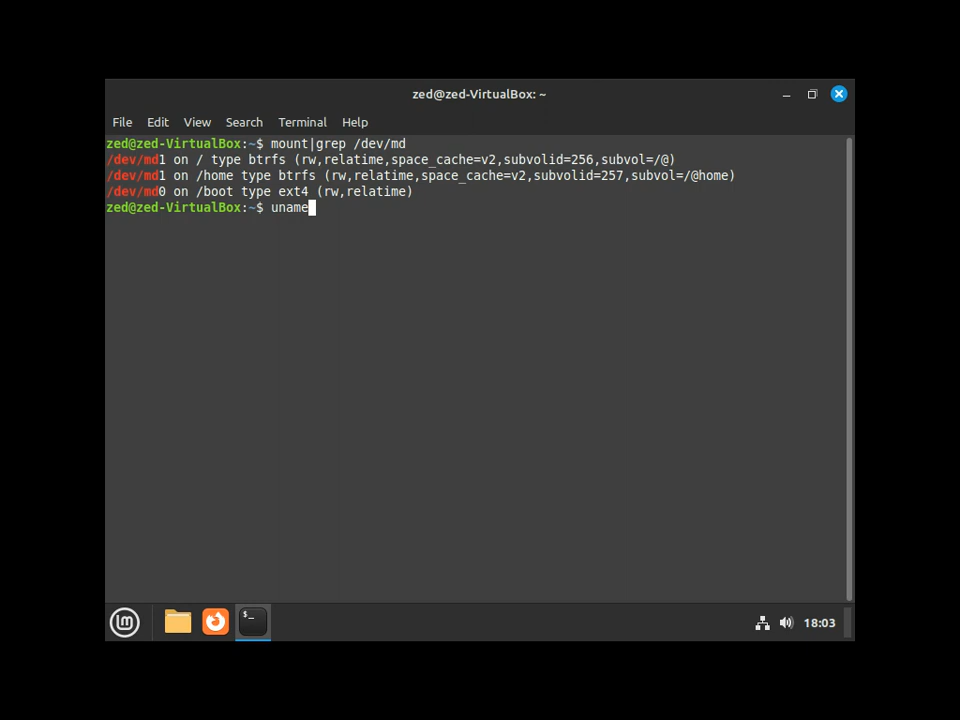 zed@zed-VirtualBox: ~
File Edit View Search Terminal Help
zed@zed-VirtualBox:~$ mount|grep /dev/md
/dev/md1 on / type btrfs (rw,relatime,space_cache=v2,subvolid=256,subvol=/@)
/dev/md1 on /home type btrfs (rw,relatime,space_cache=v2,subvolid=257,subvol=/@home)
/dev/md0 on /boot type ext4 (rw,relatime)
zed@zed-VirtualBox:~$ uname
$_
18:03